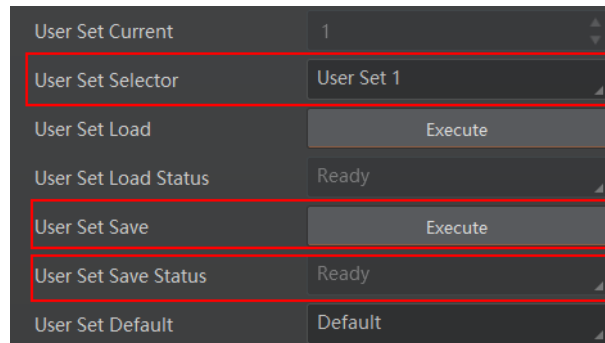 User Set Current 1
User Set Selector User Set 1
User Set Load Execute
User Set Load Status Ready
User Set Save Execute
User Set Save Status Ready
User Set Default Default